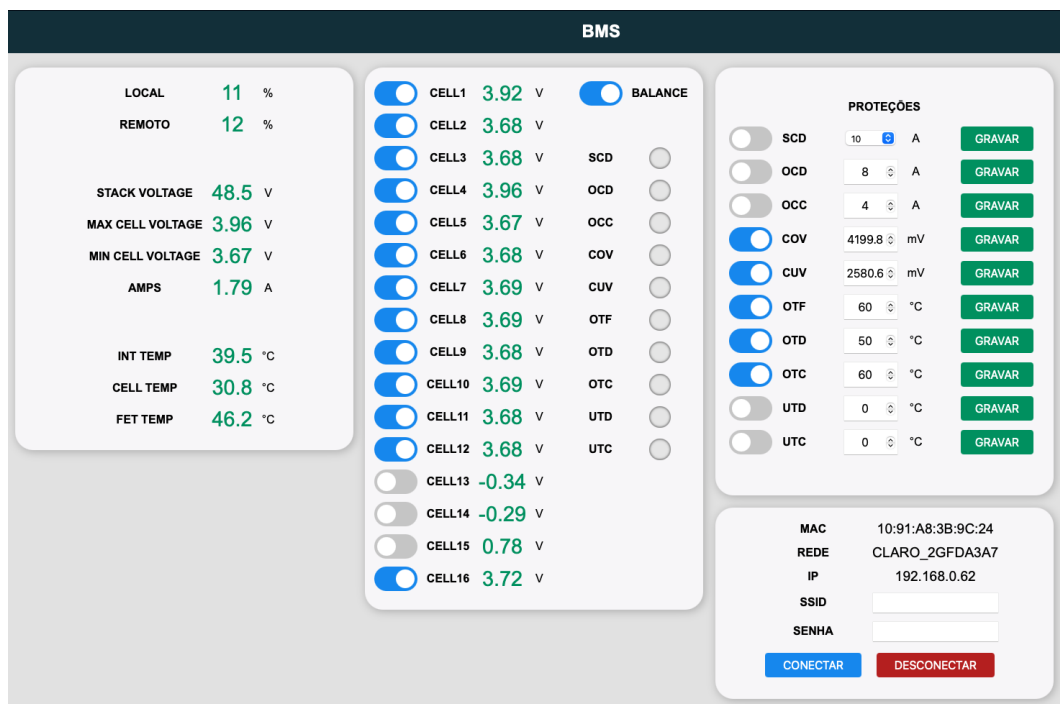 BMS
LOCAL 11 %
REMOTO 12 %
STACK VOLTAGE 48.5 V
MAX CELL VOLTAGE 3.96 V
MIN CELL VOLTAGE 3.67 V
AMPS 1.79 A
INT TEMP 39.5 °C
CELL TEMP 30.8 °C
FET TEMP 46.2 °C
CELL1 3.92 V BALANCE
CELL2 3.68 V
CELL3 3.68 V SCD
CELL4 3.96 V OCD
CELL5 3.67 V OCC
CELL6 3.68 V COV
CELL7 3.69 V CUV
CELL8 3.69 V OTF
CELL9 3.68 V OTD
CELL10 3.69 V OTC
CELL11 3.68 V UTD
CELL12 3.68 V UTC
CELL13 -0.34 V
CELL14 -0.29 V
CELL15 0.78 V
CELL16 3.72 V
PROTEÇÕES
SCD 10 A GRAVAR
OCD 8 A GRAVAR
OCC 4 A GRAVAR
COV 4199.8 mV GRAVAR
CUV 2580.6 mV GRAVAR
OTF 60 °C GRAVAR
OTD 50 °C GRAVAR
OTC 60 °C GRAVAR
UTD 0 °C GRAVAR
UTC 0 °C GRAVAR
MAC 10:91:A8:3B:9C:24
REDE CLARO_2GFDA3A7
IP 192.168.0.62
SSID
SENHA
CONECTAR DESCONECTAR